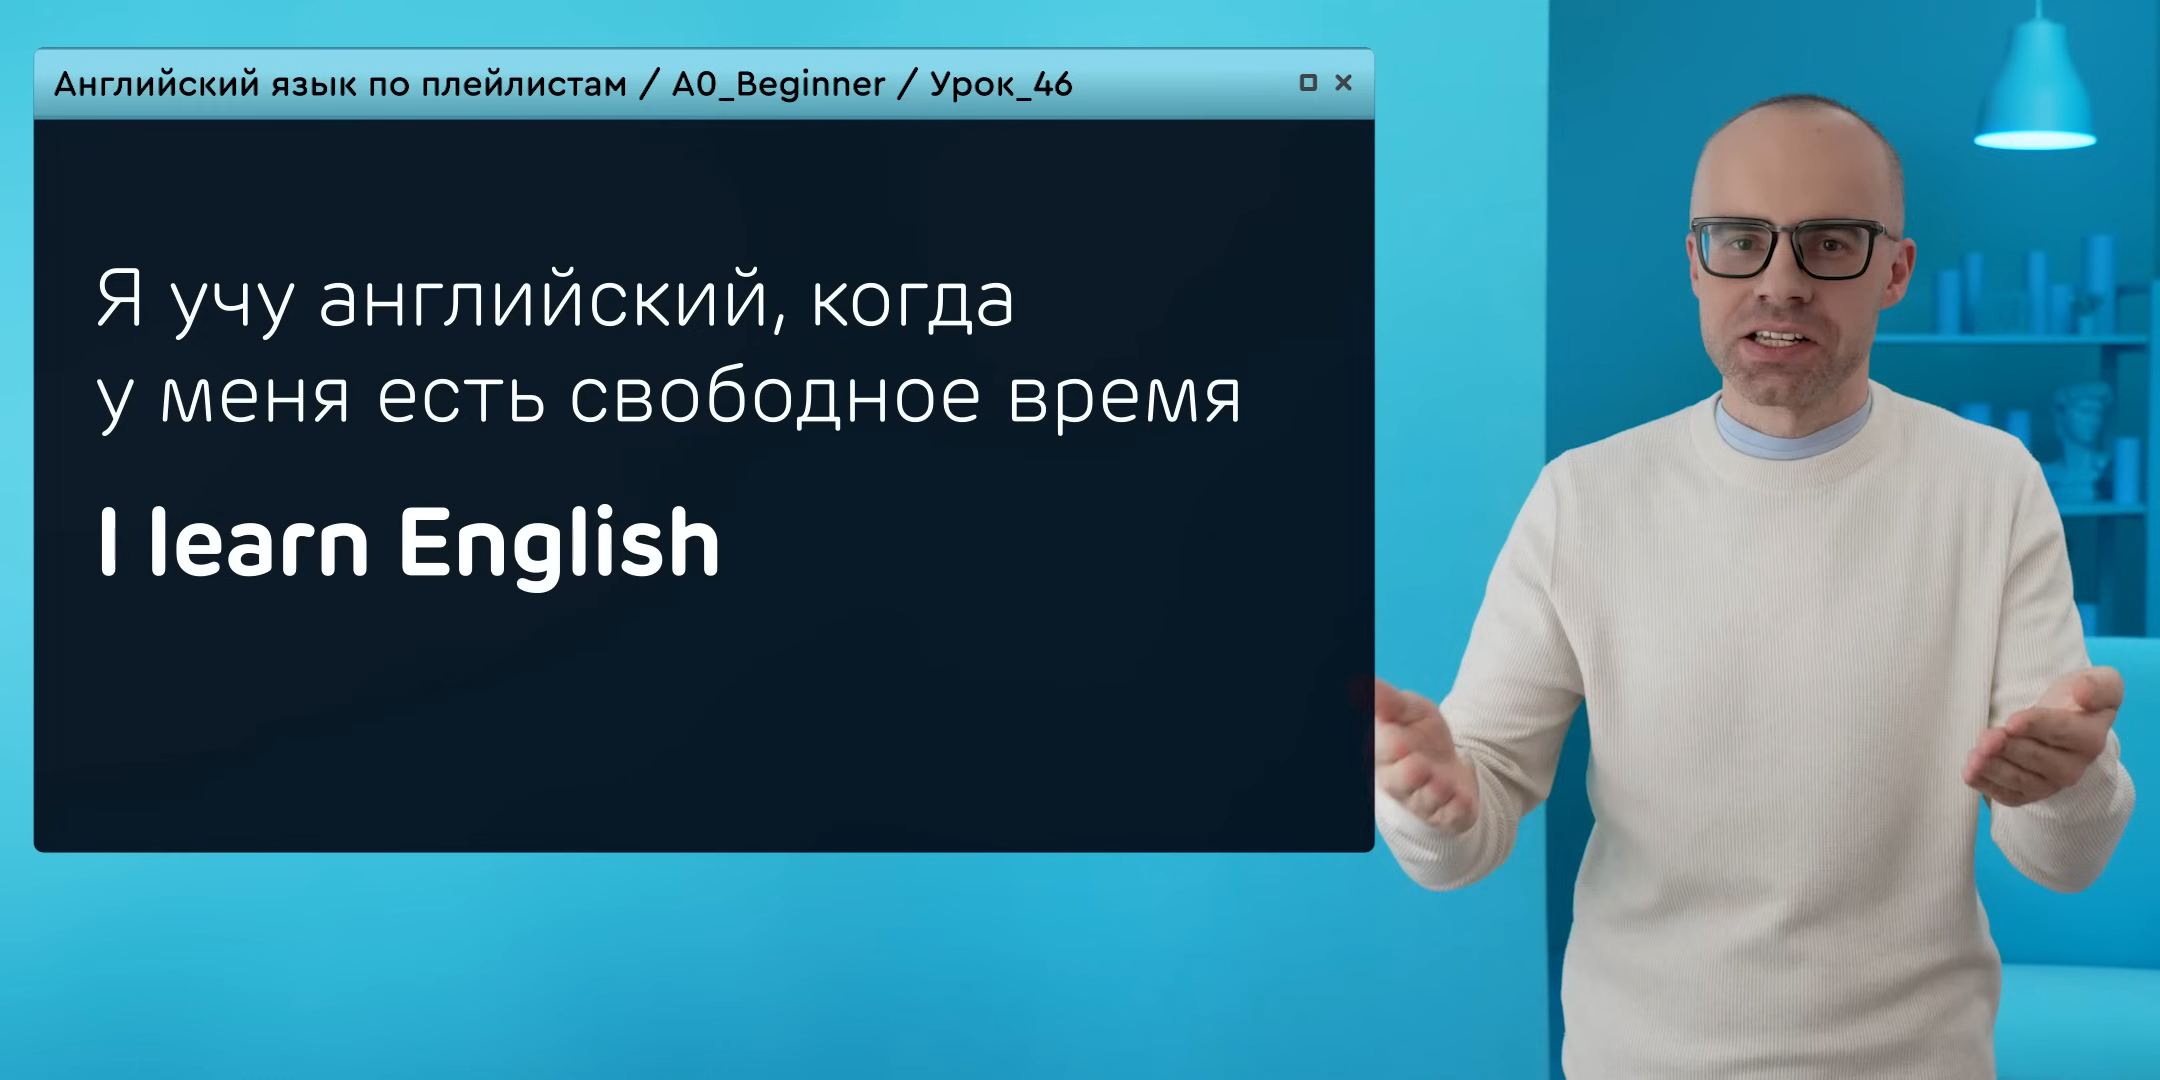 Английский язык по плейлистам / A0_Beginner / Урок_46
Я учу английский, когда
у меня есть свободное время
I learn English